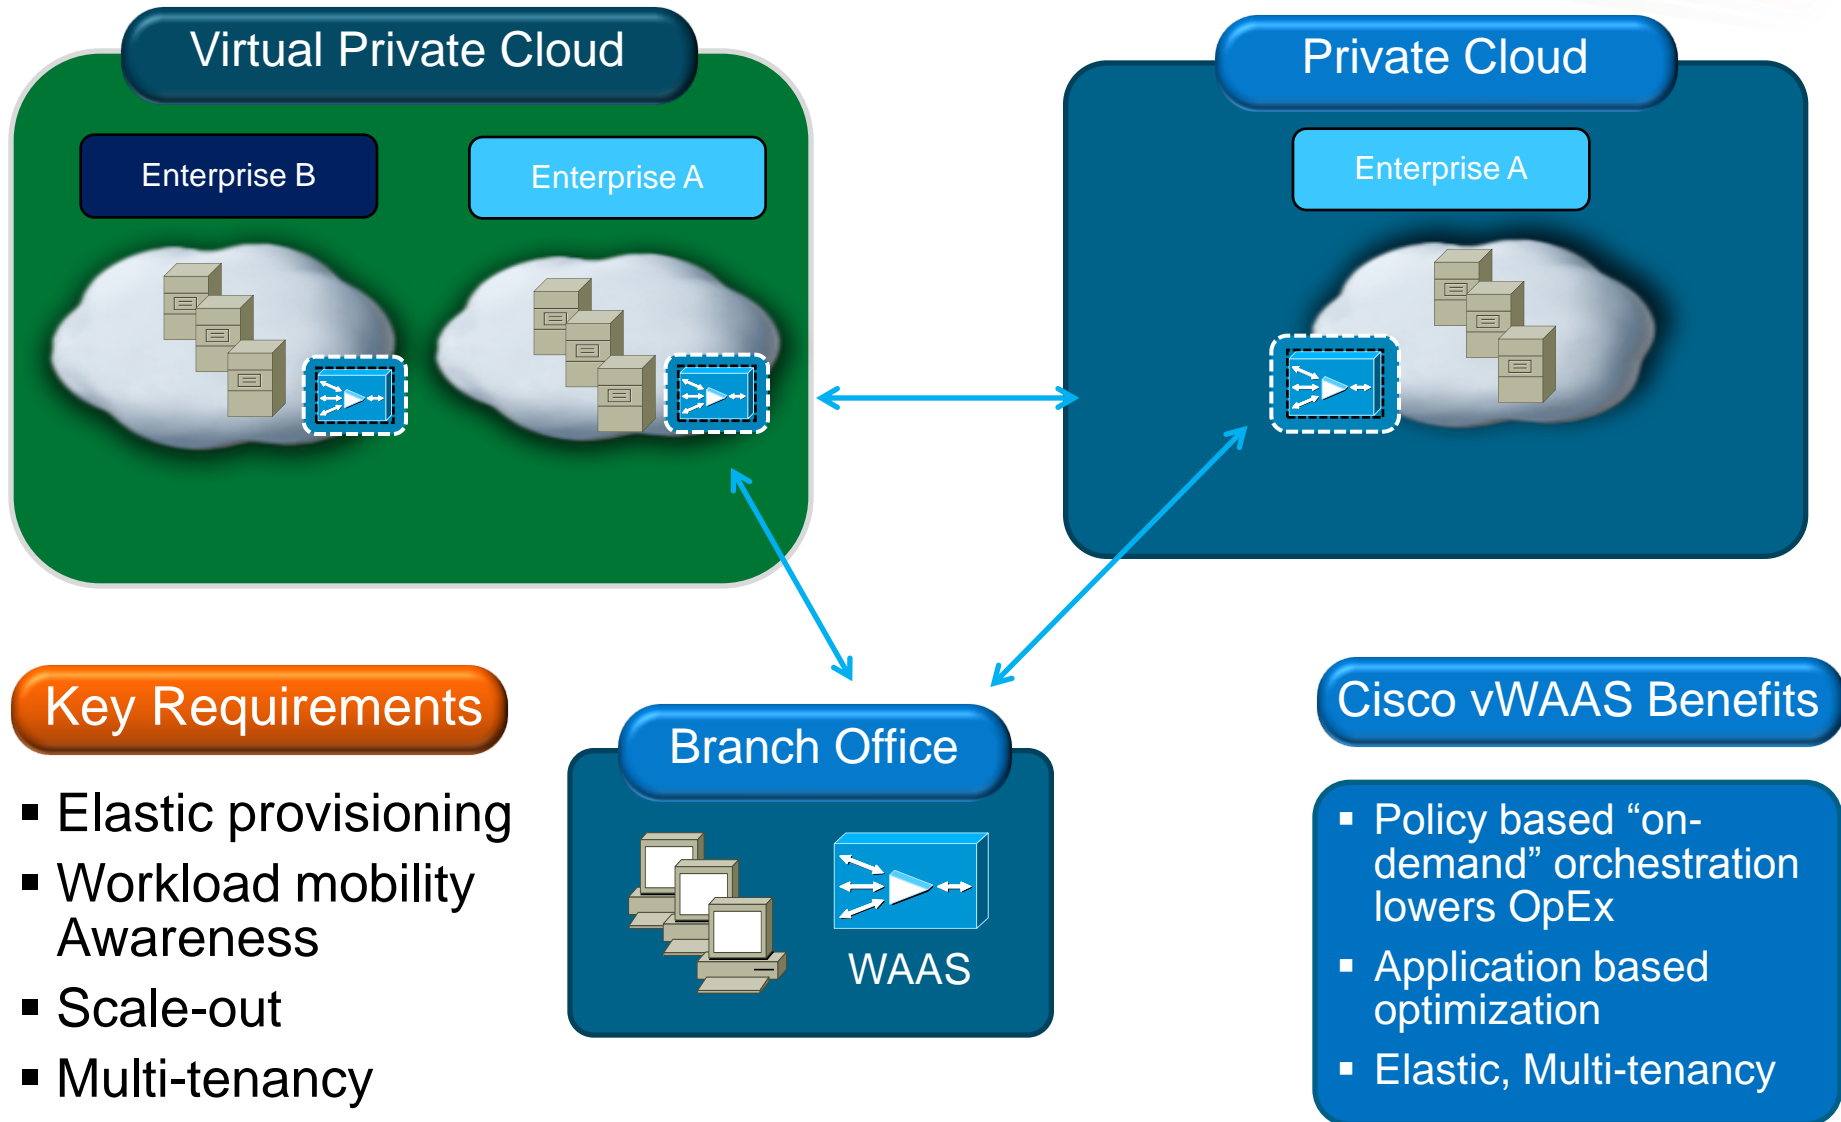 Virtual Private Cloud
Private Cloud
Enterprise B
Enterprise A
Enterprise A
Key Requirements
▪ Elastic provisioning
▪ Workload mobility
Awareness
▪ Scale-out
▪ Multi-tenancy
Branch Office
WAAS
Cisco vWAAS Benefits
▪ Policy based “on-
demand” orchestration
lowers OpEx
▪ Application based
optimization
▪ Elastic, Multi-tenancy